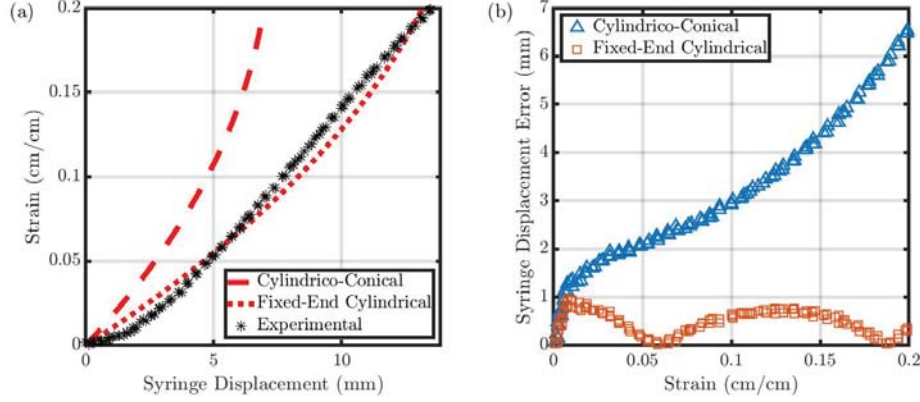 (a)
0.2
0.15
0.1
0.05
0
0
5
10
Strain (cm/cm)
Syringe Displacement (mm)
Cylindrico-Conical
Fixed-End Cylindrical
Experimental
(b)
7
6
5
4
3
2
1
0
0
0.05
0.1
0.15
0.2
Syringe Displacement Error (mm)
Strain (cm/cm)
Cylindrico-Conical
Fixed-End Cylindrical